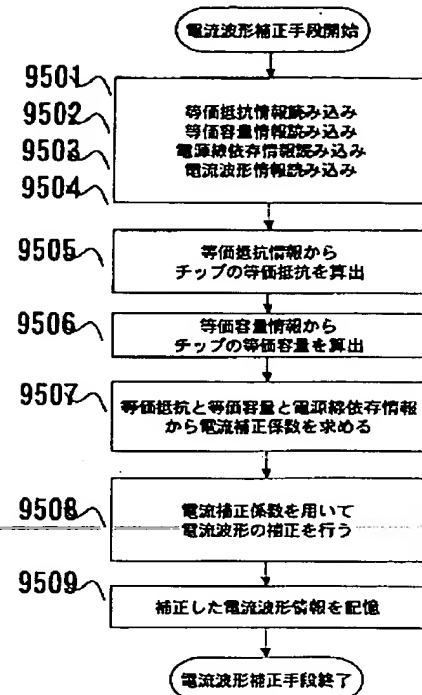 電流波形補正手段開始
9501
9502
9503
9504
等価抵抗情報読み込み
等価容量情報読み込み
電源線依存情報読み込み
電流波形情報読み込み
9505
等価抵抗情報から
チップの等価抵抗を算出
9506
等価容量情報から
チップの等価容量を算出
9507
等価抵抗と等価容量と電源線依存情報
から電流補正係数を求める
9508
電流補正係数を用いて
電流波形の補正を行う
9509
補正した電流波形情報を記憶
電流波形補正手段終了